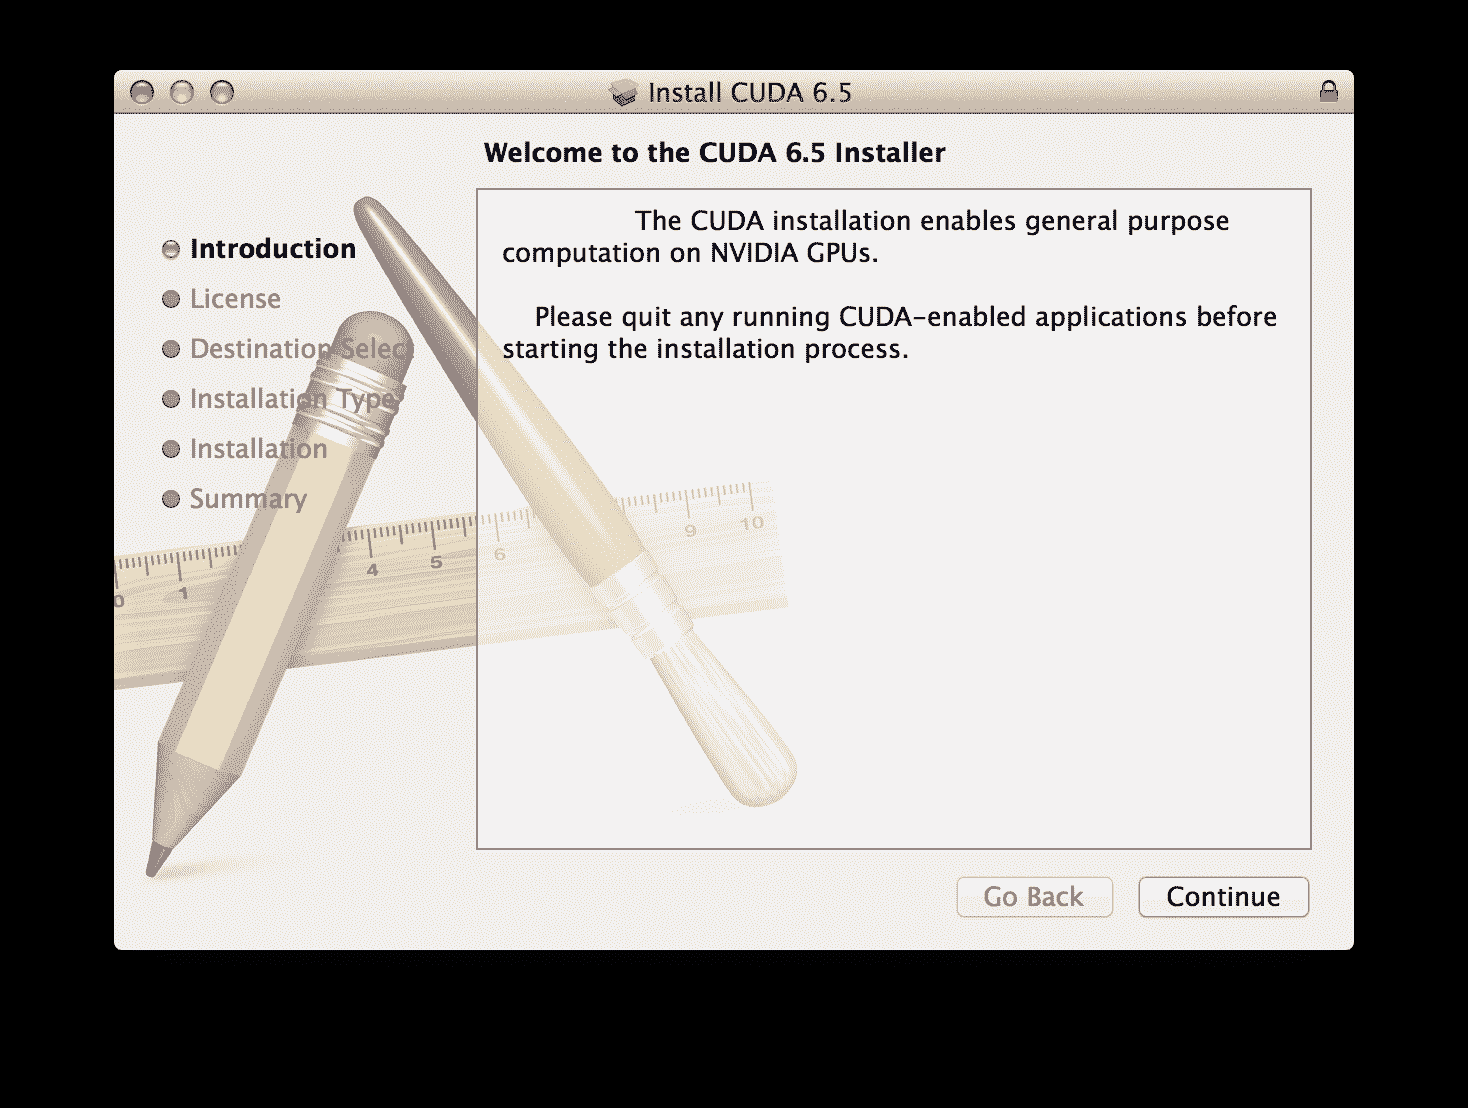 Install CUDA 6.5
Welcome to the CUDA 6.5 Installer
Introduction
License
Destination Selec
Installation Type
Installation
Summary
The CUDA installation enables general purpose
computation on NVIDIA GPUs.
Please quit any running CUDA-enabled applications before
starting the installation process.
0 1 4 5 6 9 10
Go Back
Continue